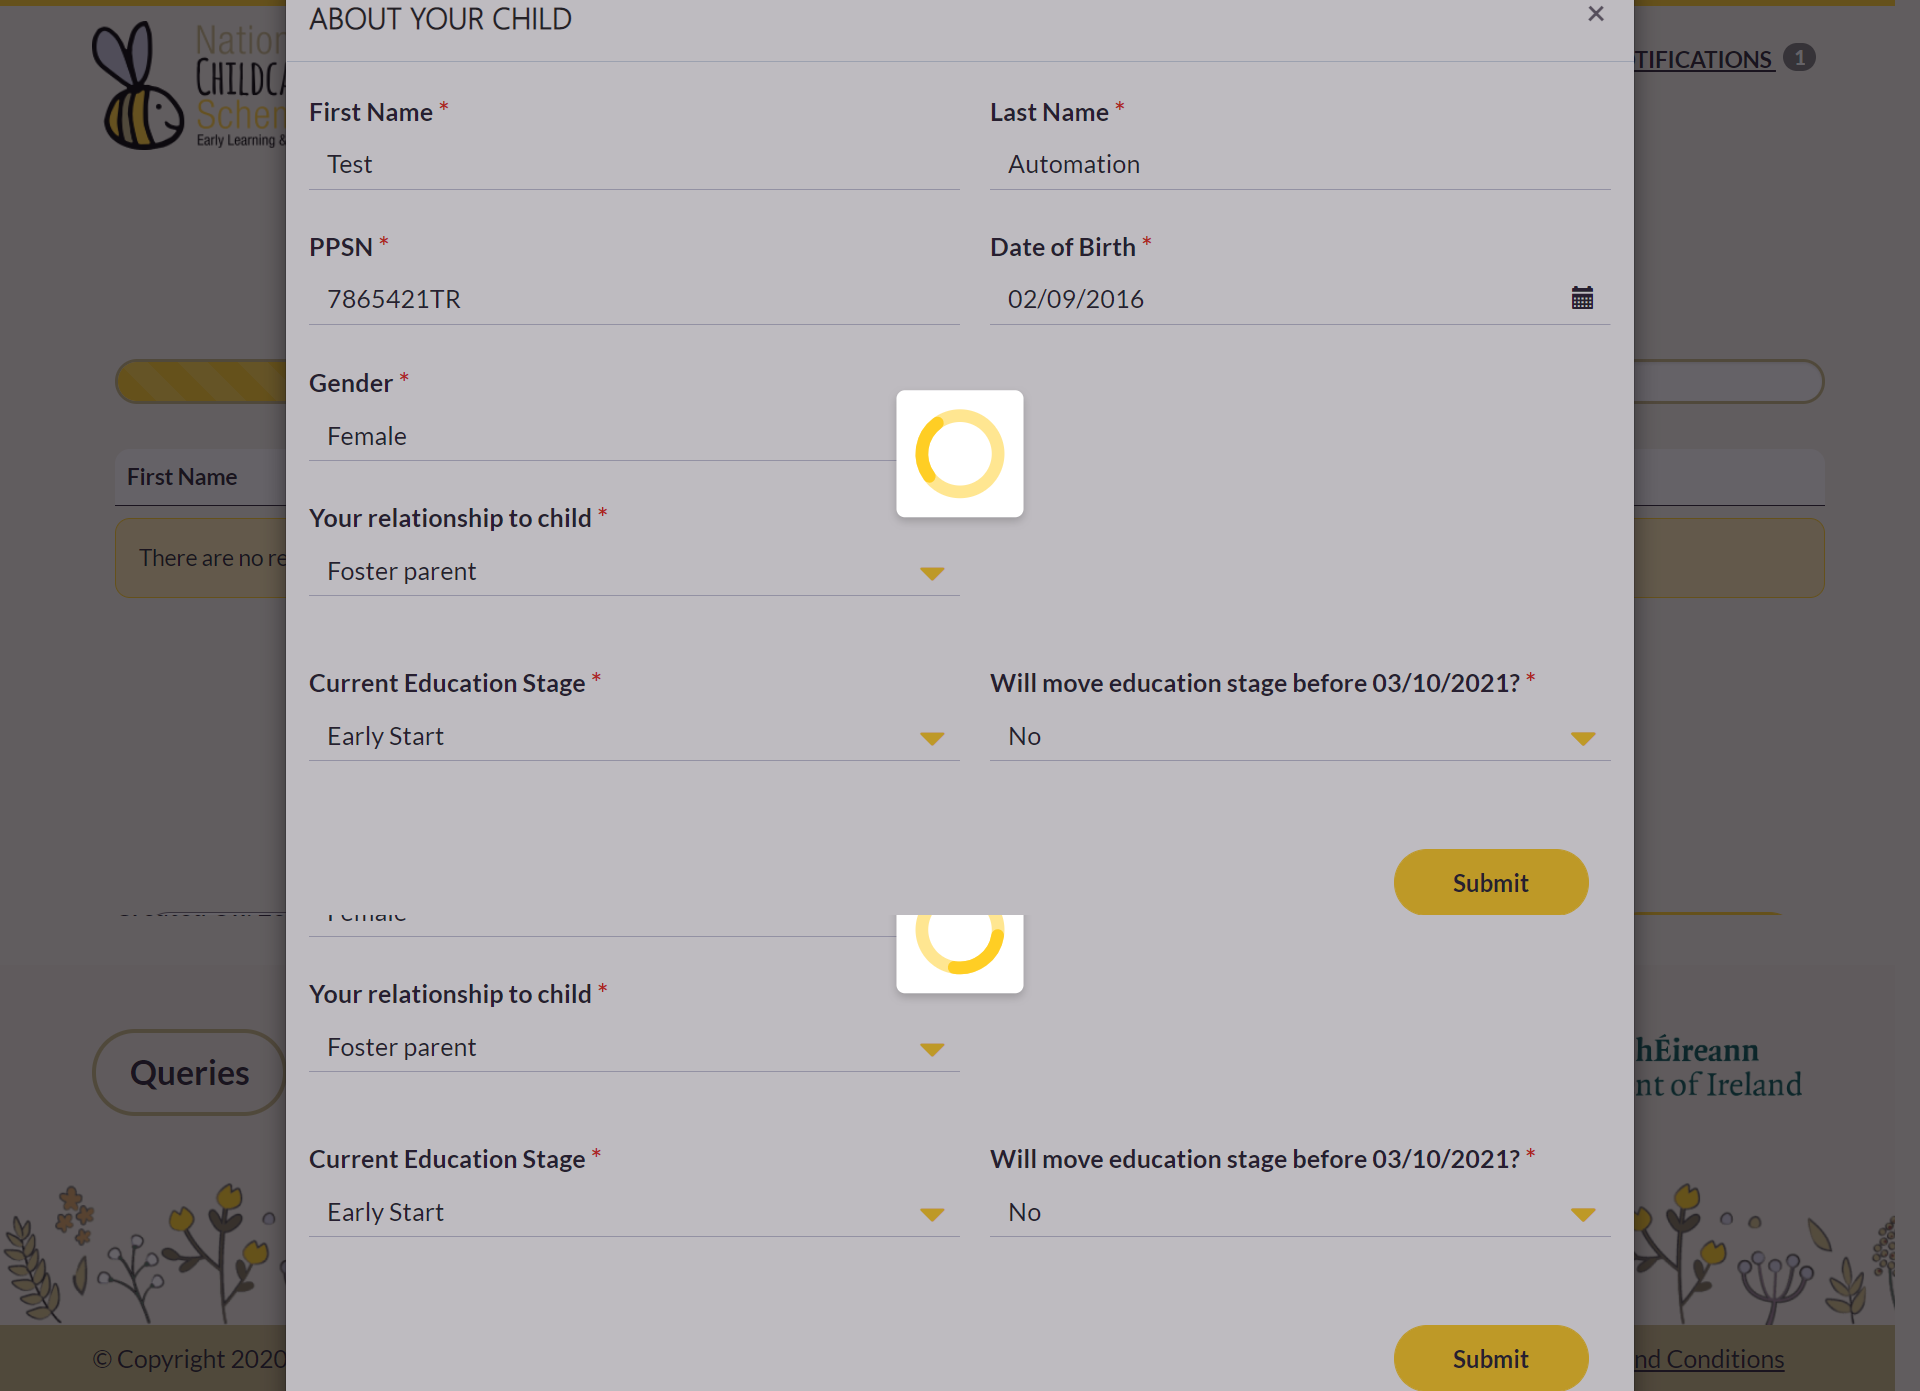 ABOUT YOUR CHILD ×
Nation
CHILDCA
Schem
Early Learning &
TIFICATIONS 1
First Name * Last Name *
Test Automation
PPSN * Date of Birth *
7865421TR 02/09/2016
Gender *
Female
First Name
Your relationship to child *
There are no re
Foster parent
Current Education Stage * Will move education stage before 03/10/2021? *
Early Start No
Submit
Female
Your relationship to child *
Foster parent
hÉireann
Queries
nt of Ireland
Current Education Stage * Will move education stage before 03/10/2021? *
Early Start No
© Copyright 2020
Submit
nd Conditions